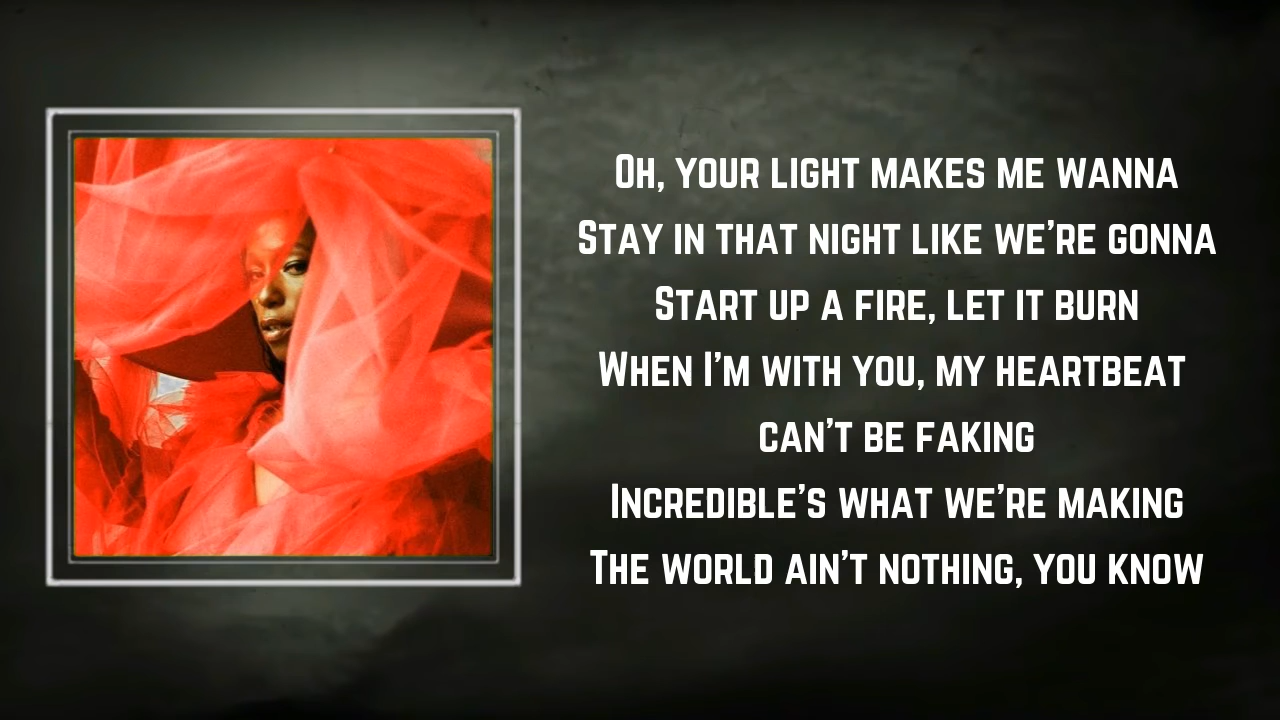 Oh, your light makes me wanna
Stay in that night like we're gonna
Start up a fire, let it burn
When I'm with you, my heartbeat
can't be faking
Incredible's what we're making
The world ain't nothing, you know